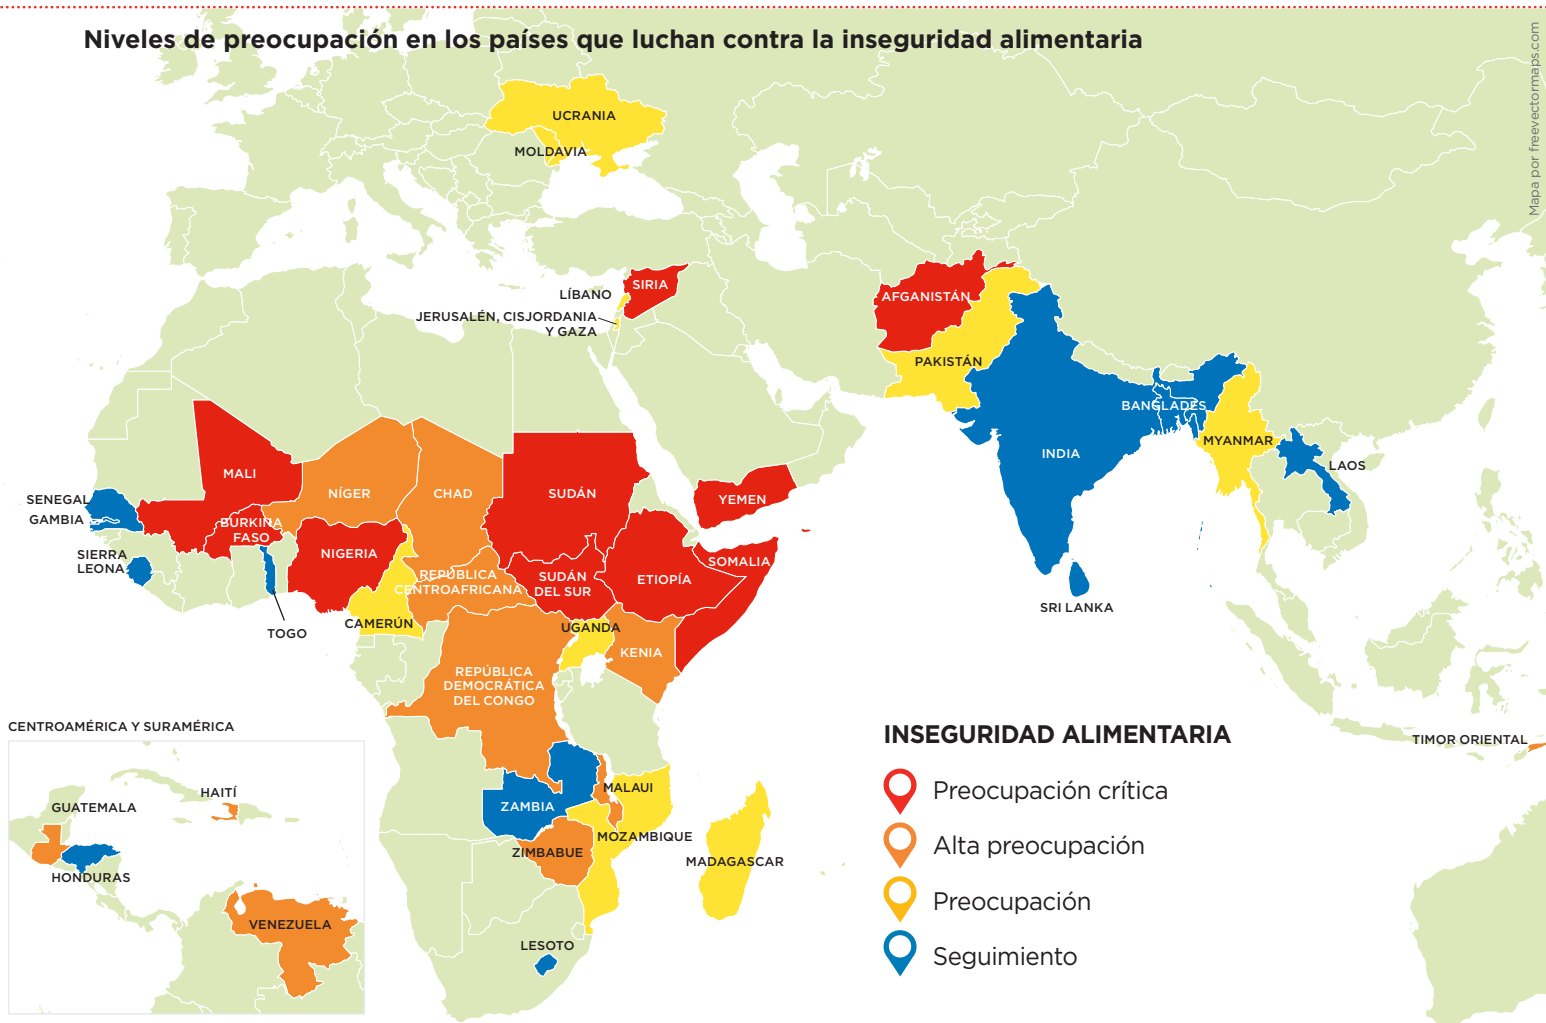 Niveles de preocupación en los países que luchan contra la inseguridad alimentaria
Mapa por freevectormaps.com
UCRANIA
MOLDAVIA
SIRIA
LÍBANO
JERUSALÉN, CISJORDANIA
Y GAZA
AFGANISTÁN
PAKISTÁN
BANGLADES
INDIA
MYANMAR
LAOS
SRI LANKA
MALI
NÍGER
CHAD
SUDÁN
YEMEN
SENEGAL
GAMBIA
BURKINA
FASO
SIERRA
LEONA
NIGERIA
TOGO
CAMERÚN
REPÚBLICA
CENTROAFRICANA
SUDÁN
DEL SUR
ETIOPÍA
SOMALIA
UGANDA
KENIA
REPÚBLICA
DEMOCRÁTICA
DEL CONGO
ZAMBIA
MALAUI
MOZAMBIQUE
ZIMBABUE
MADAGASCAR
LESOTO
TIMOR ORIENTAL
CENTROAMÉRICA Y SURAMÉRICA
HAITÍ
GUATEMALA
HONDURAS
VENEZUELA
INSEGURIDAD ALIMENTARIA
Preocupación crítica
Alta preocupación
Preocupación
Seguimiento